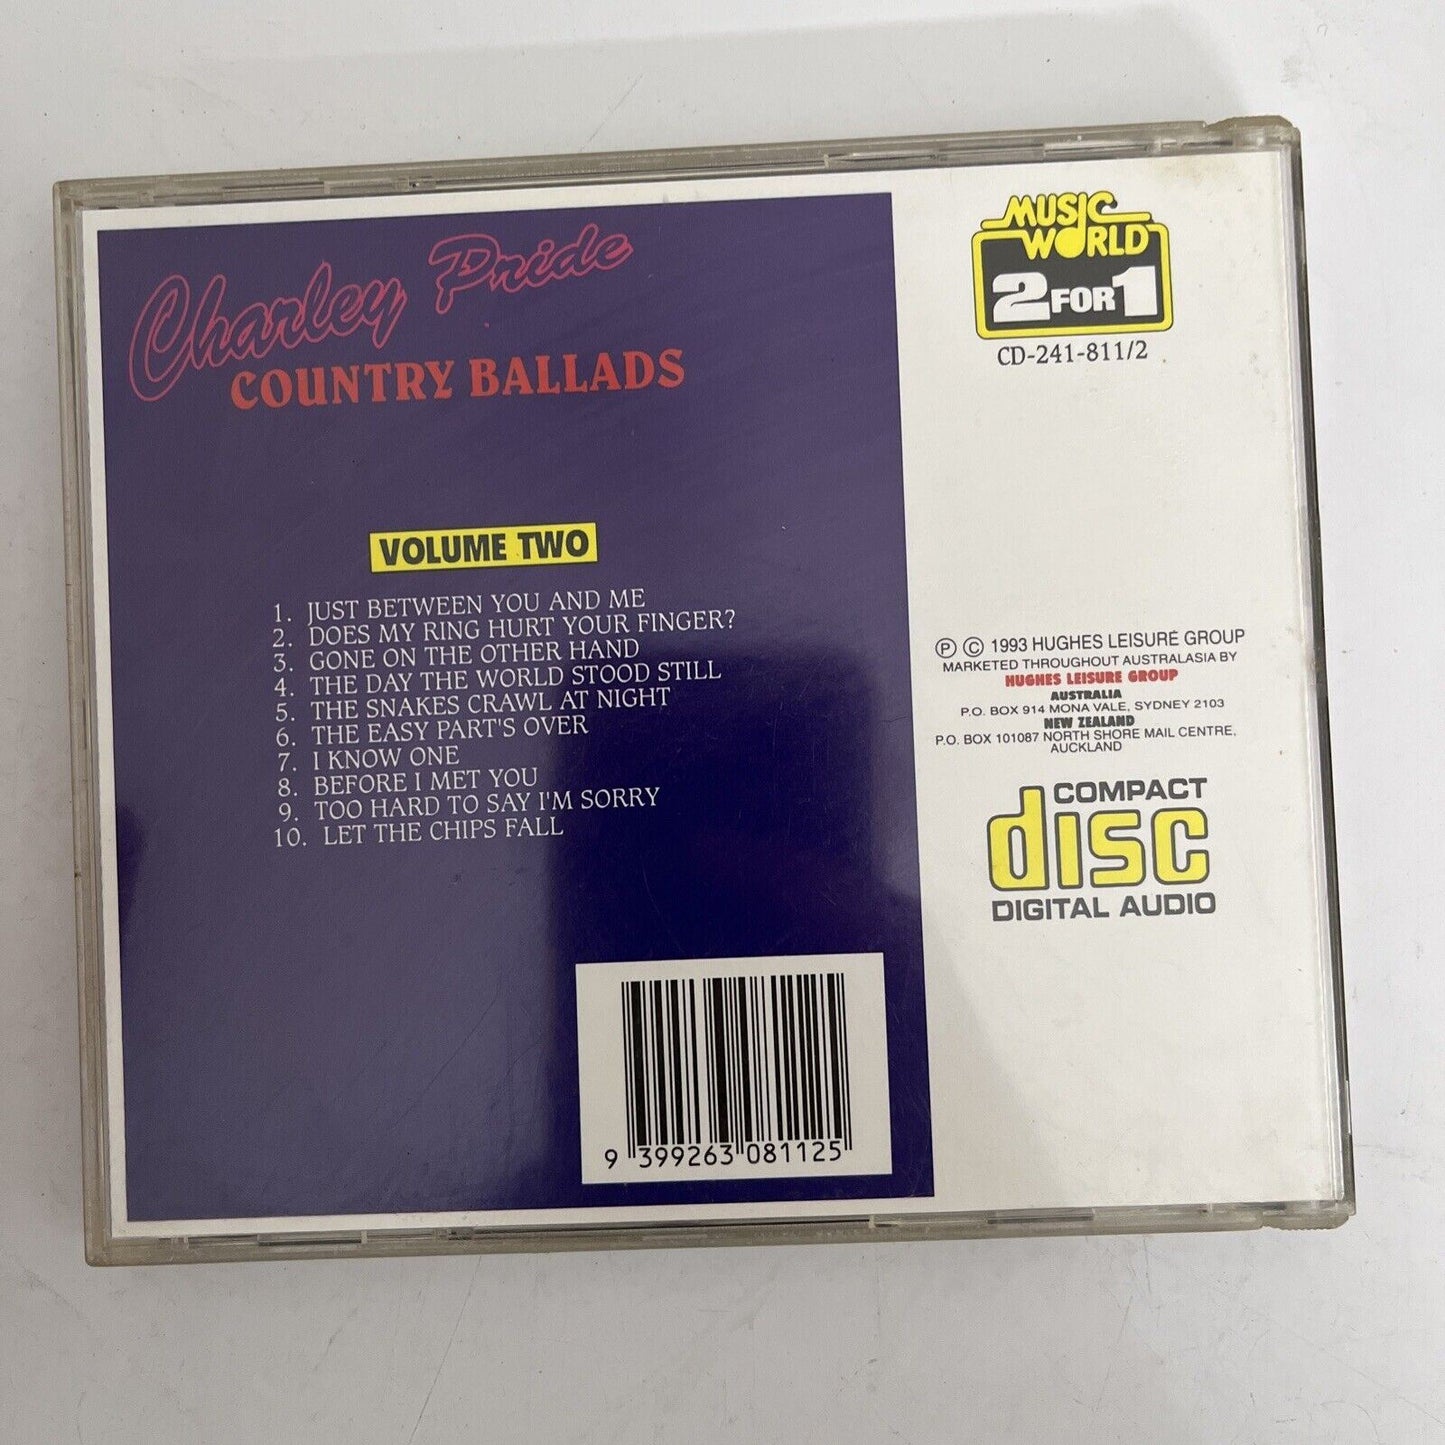 Charley Pride
COUNTRY BALLADS
VOLUME TWO
1. JUST BETWEEN YOU AND ME
2. DOES MY RING HURT YOUR FINGER?
3. GONE ON THE OTHER HAND
4. THE DAY THE WORLD STOOD STILL
5. THE SNAKES CRAWL AT NIGHT
6. THE EASY PART'S OVER
7. I KNOW ONE
8. BEFORE I MET YOU
9. TOO HARD TO SAY I'M SORRY
10. LET THE CHIPS FALL
9 399263 081125
MUSIC
WORLD
2 FOR 1
CD-241-811/2
Ⓟ © 1993 HUGHES LEISURE GROUP
MARKETED THROUGHOUT AUSTRALASIA BY
HUGHES LEISURE GROUP
AUSTRALIA
P.O. BOX 914 MONA VALE, SYDNEY 2103
NEW ZEALAND
P.O. BOX 101087 NORTH SHORE MAIL CENTRE,
AUCKLAND
COMPACT
disc
DIGITAL AUDIO